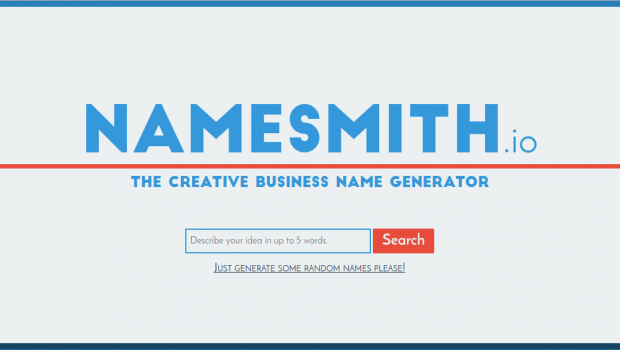 NAMESMITH.io
THE CREATIVE BUSINESS NAME GENERATOR
Describe your idea in up to 5 words. Search
JUST GENERATE SOME RANDOM NAMES PLEASE!